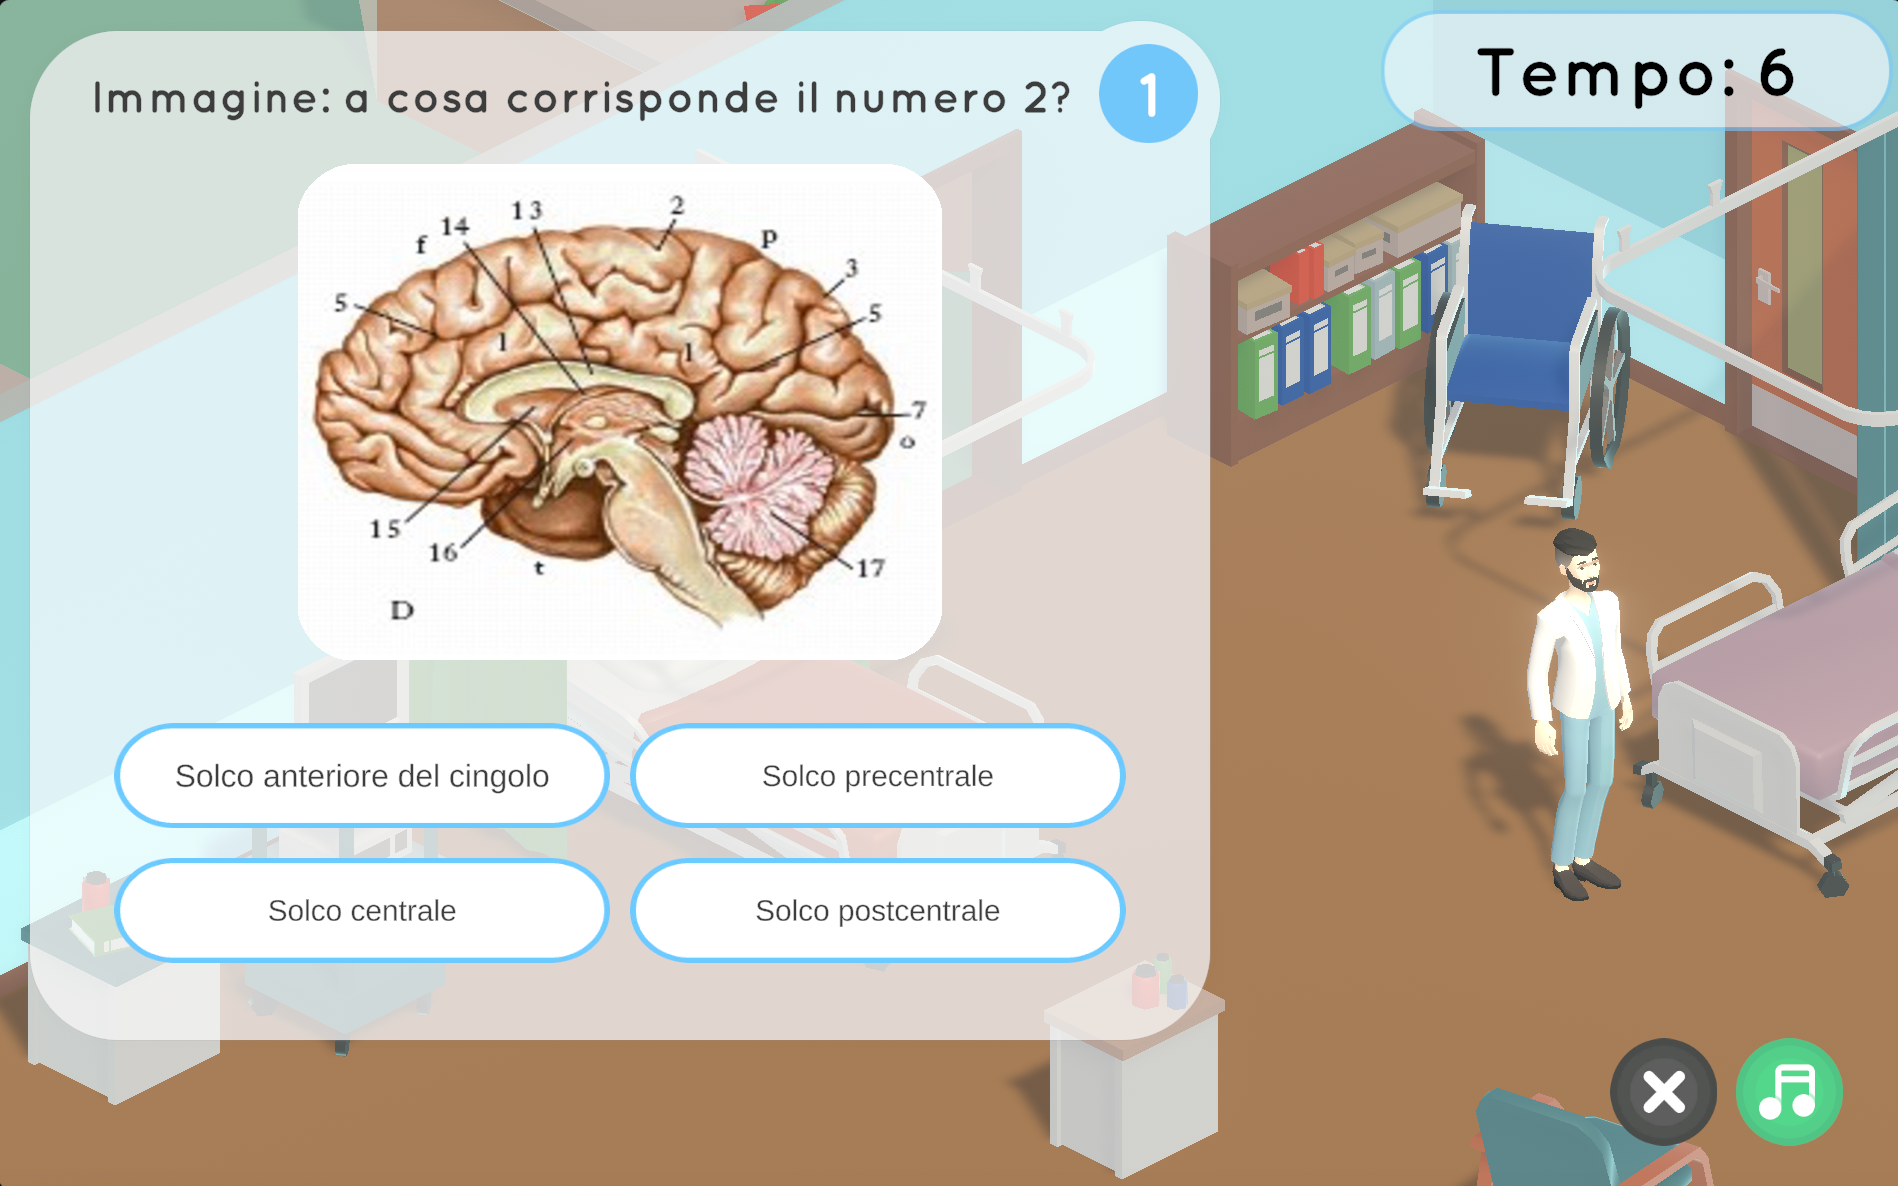 Immagine: a cosa corrisponde il numero 2?
1
Tempo: 6
13
2
14
f
p
3
5
5
1
1
7
o
15
16
t
17
D
Solco anteriore del cingolo
Solco precentrale
Solco centrale
Solco postcentrale